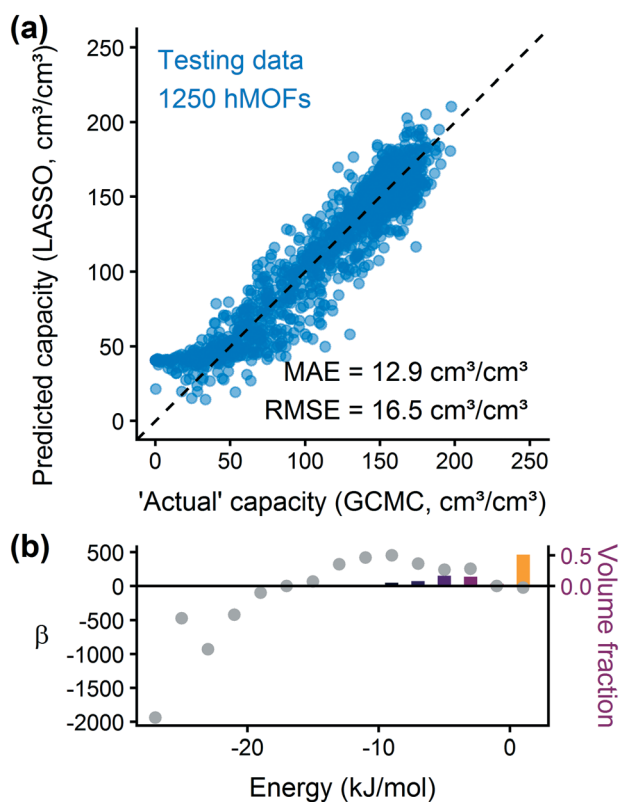 (a)
250
200
150
100
50
0
Predicted capacity (LASSO, cm³/cm³)
Testing data
1250 hMOFs
MAE = 12.9 cm³/cm³
RMSE = 16.5 cm³/cm³
0 50 100 150 200 250
'Actual' capacity (GCMC, cm³/cm³)
(b)
500
0
-500
-1000
-1500
-2000
β
0.5
0.0
Volume fraction
-20 -10 0
Energy (kJ/mol)